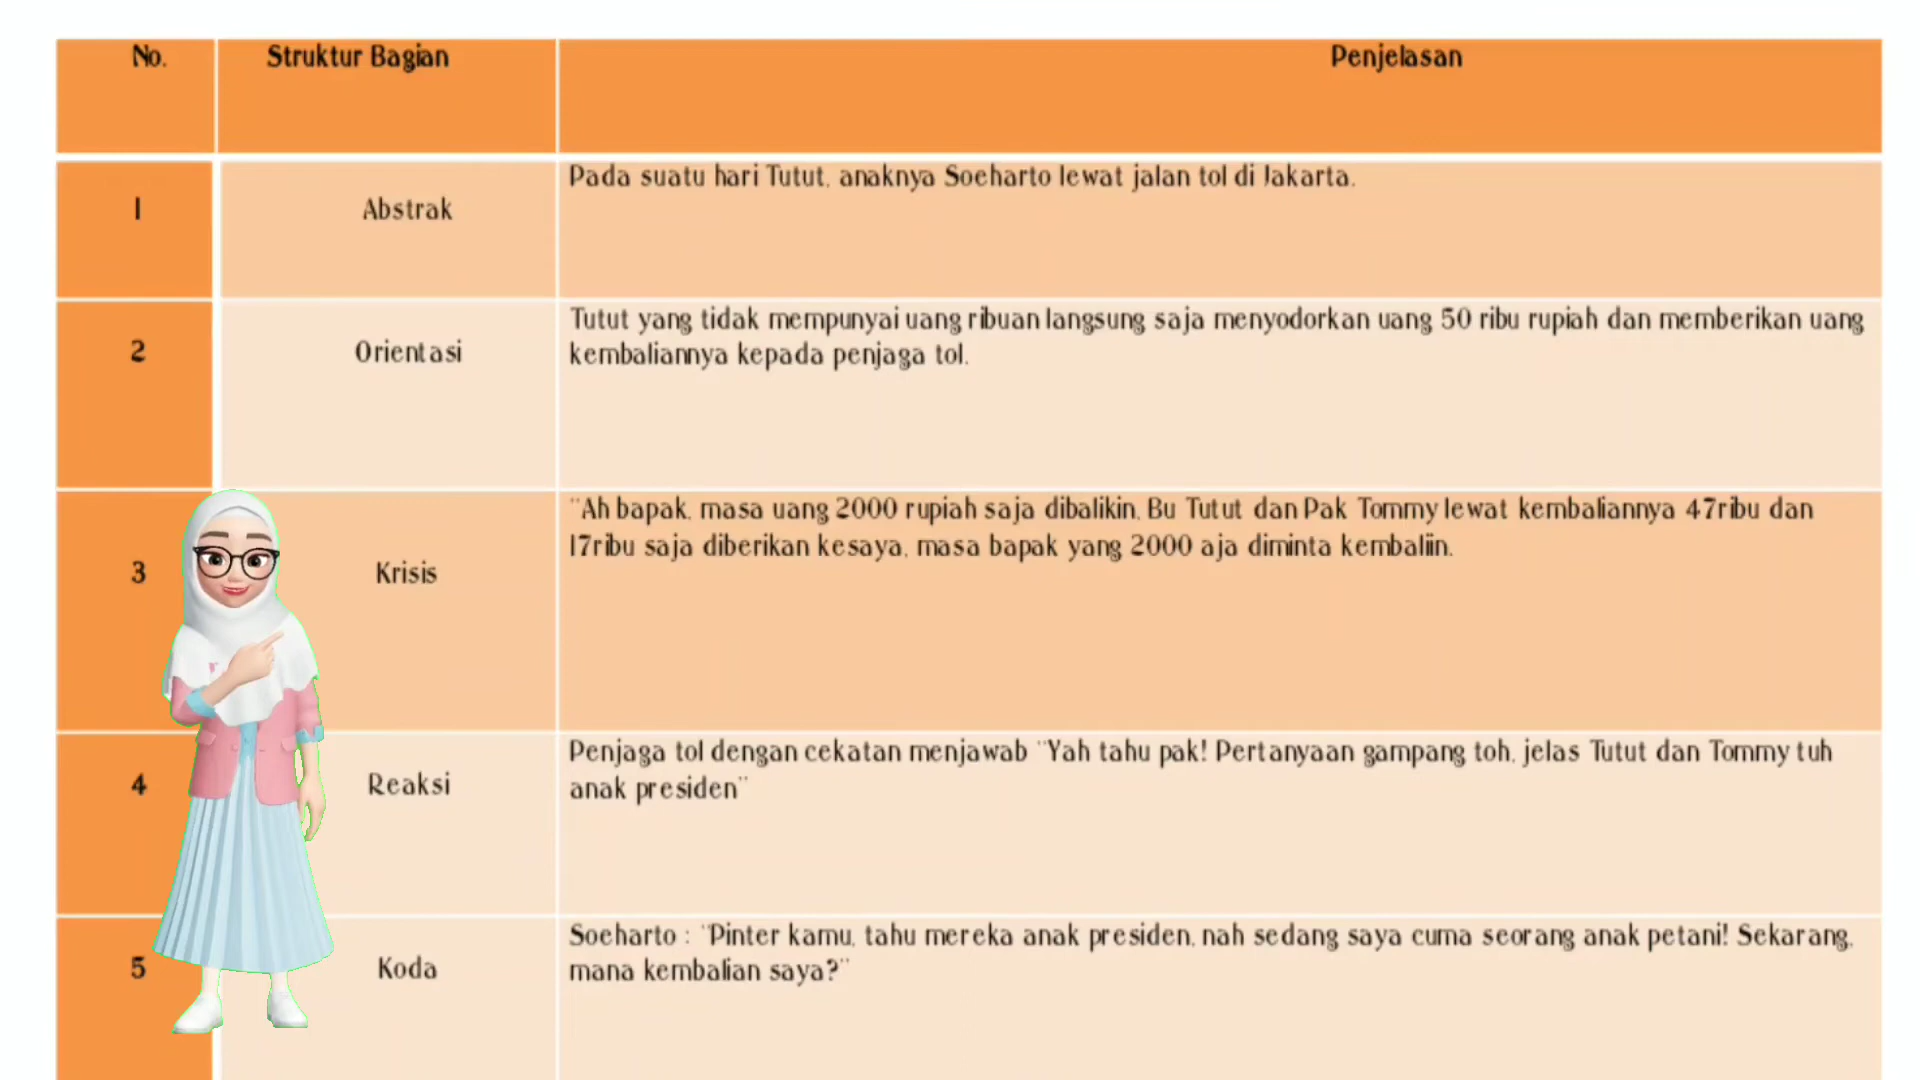 No.
Struktur Bagian
Penjelasan
1
Abstrak
Pada suatu hari Tutut, anaknya Soeharto lewat jalan tol di Jakarta.
2
Orientasi
Tutut yang tidak mempunyai uang ribuan langsung saja menyodorkan uang 50 ribu rupiah dan memberikan uang
kembaliannya kepada penjaga tol.
3
Krisis
"Ah bapak, masa uang 2000 rupiah saja dibalikin, Bu Tutut dan Pak Tommy lewat kembaliannya 47ribu dan
17ribu saja diberikan kesaya, masa bapak yang 2000 aja diminta kembaliin.
4
Reaksi
Penjaga tol dengan cekatan menjawab "Yah tahu pak! Pertanyaan gampang toh, jelas Tutut dan Tommy tuh
anak presiden"
5
Koda
Soeharto : "Pinter kamu, tahu mereka anak presiden, nah sedang saya cuma seorang anak petani! Sekarang,
mana kembalian saya?"